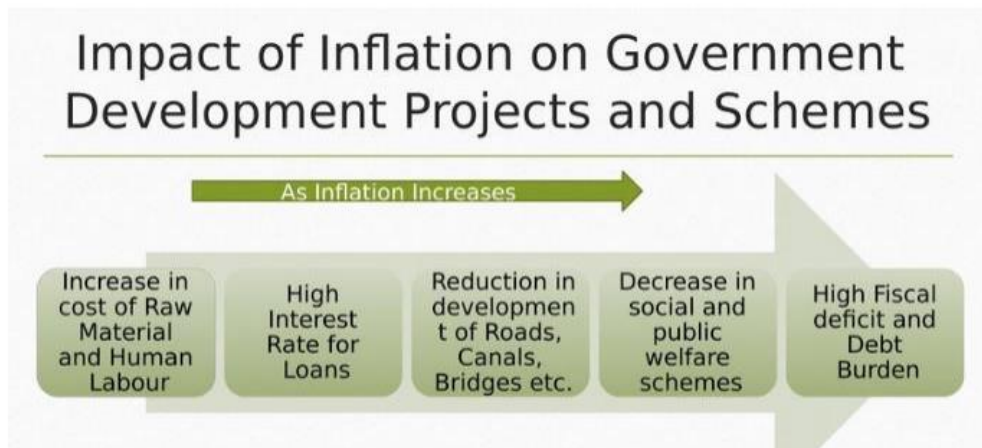 Impact of Inflation on Government
Development Projects and Schemes
As Inflation Increases
Increase in
cost of Raw
Material
and Human
Labour
High
Interest
Rate for
Loans
Reduction in
developmen
t of Roads,
Canals,
Bridges etc.
Decrease in
social and
public
welfare
schemes
High Fiscal
deficit and
Debt
Burden